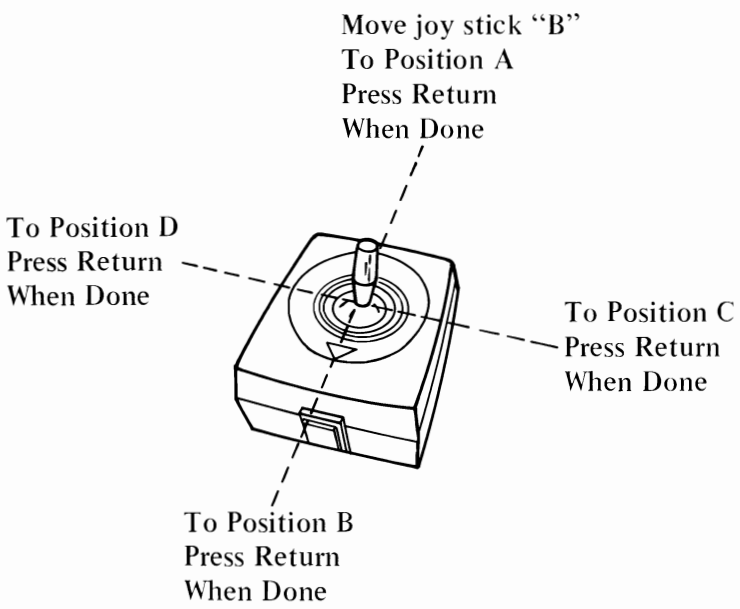 Move joy stick “B”
To Position A
Press Return
When Done
To Position D
Press Return
When Done
To Position C
Press Return
When Done
To Position B
Press Return
When Done